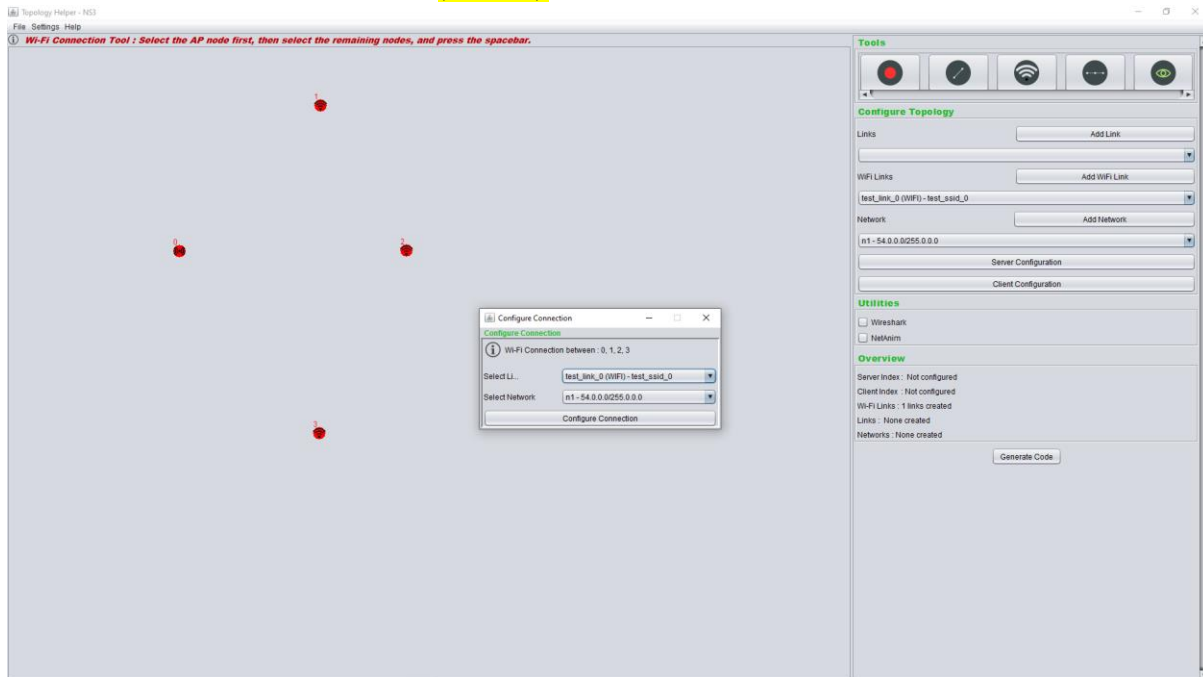 Topology Helper - NS3
File Settings Help
Wi-Fi Connection Tool : Select the AP node first, then select the remaining nodes, and press the spacebar.
1
0
2
3
Configure Connection
Configure Connection
Wi-Fi Connection between : 0, 1, 2, 3
Select Li...
test_link_0 (WIFI) - test_ssid_0
Select Network
n1 - 54.0.0.0/255.0.0.0
Configure Connection
Tools
Configure Topology
Links
Add Link
WiFi Links
Add WiFi Link
test_link_0 (WIFI) - test_ssid_0
Network
Add Network
n1 - 54.0.0.0/255.0.0.0
Server Configuration
Client Configuration
Utilities
Wireshark
NetAnim
Overview
Server Index : Not configured
Client Index : Not configured
Wi-Fi Links : 1 links created
Links : None created
Networks : None created
Generate Code